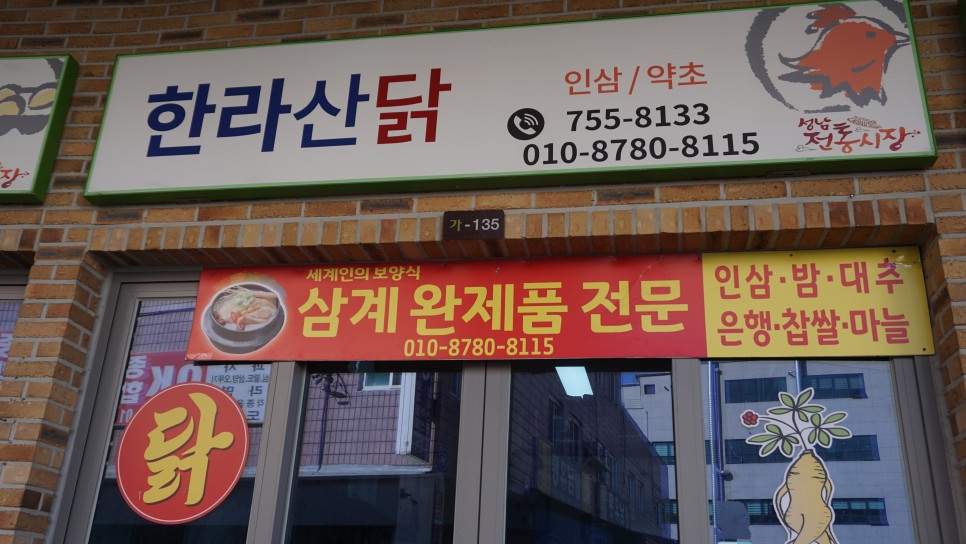 한라산닭
인삼 / 약초
755-8133
010-8780-8115
성남
전통시장
장
가-135
세계인의 보양식
삼계 완제품 전문
010-8780-8115
인삼·밤·대추
은행·찹쌀·마늘
닭